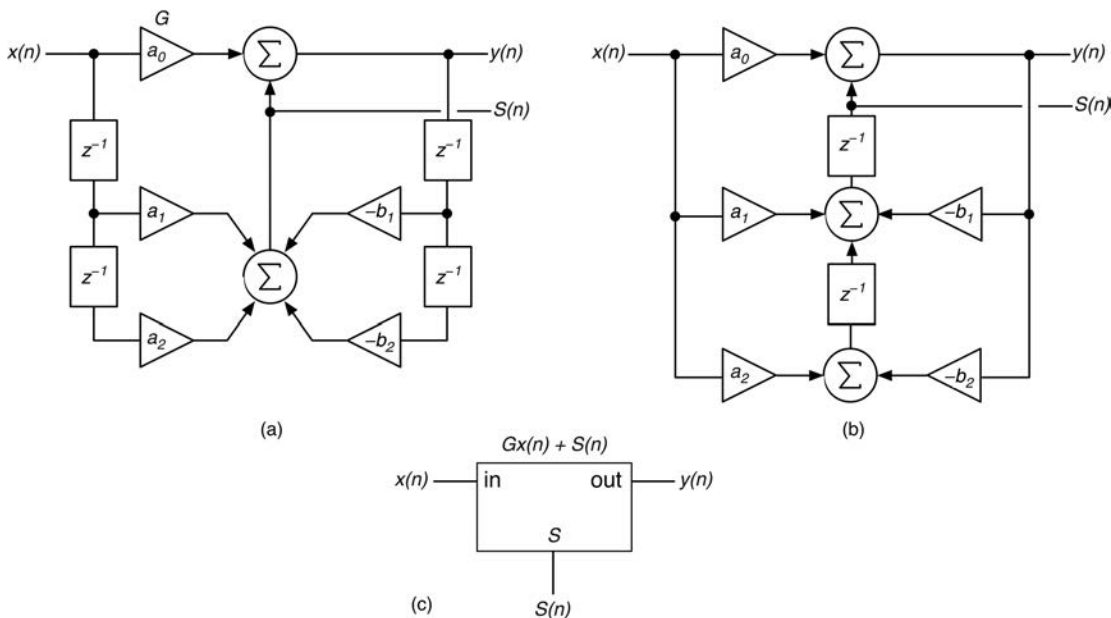 G
x(n) a₀ Σ y(n)
S(n)
z⁻¹ z⁻¹
a₁ –b₁
z⁻¹ Σ z⁻¹
a₂ –b₂
(a)
x(n) a₀ Σ y(n)
S(n)
z⁻¹
a₁ Σ –b₁
z⁻¹
a₂ Σ –b₂
(b)
Gx(n) + S(n)
x(n) in out y(n)
S
(c) S(n)